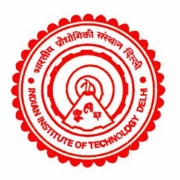 भारतीय प्रौद्योगिकी संस्थान दिल्ली
INDIAN INSTITUTE OF TECHNOLOGY DELHI